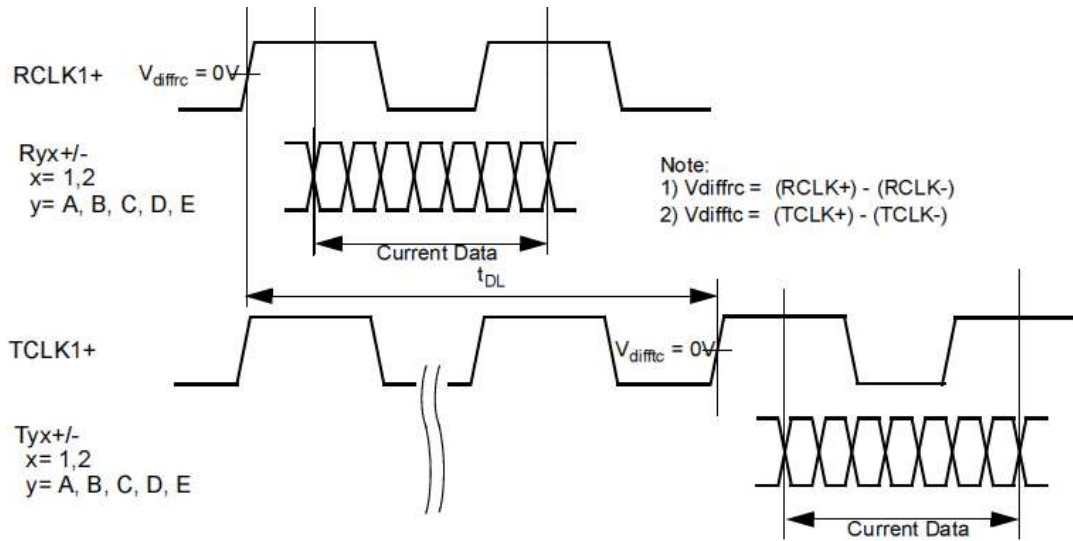 RCLK1+
Vdiffrc = 0V
Ryx+/-
x= 1,2
y= A, B, C, D, E
Note:
1) Vdiffrc = (RCLK+) - (RCLK-)
2) Vdifftc = (TCLK+) - (TCLK-)
Current Data
tDL
TCLK1+
Vdifftc = 0V
Tyx+/-
x= 1,2
y= A, B, C, D, E
Current Data